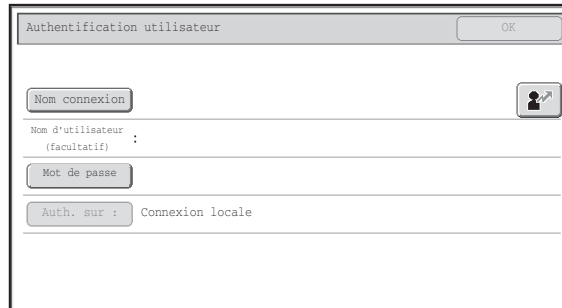 Authentification utilisateur
OK
Nom connexion
Nom d'utilisateur
(facultatif)
:
Mot de passe
Auth. sur :
Connexion locale